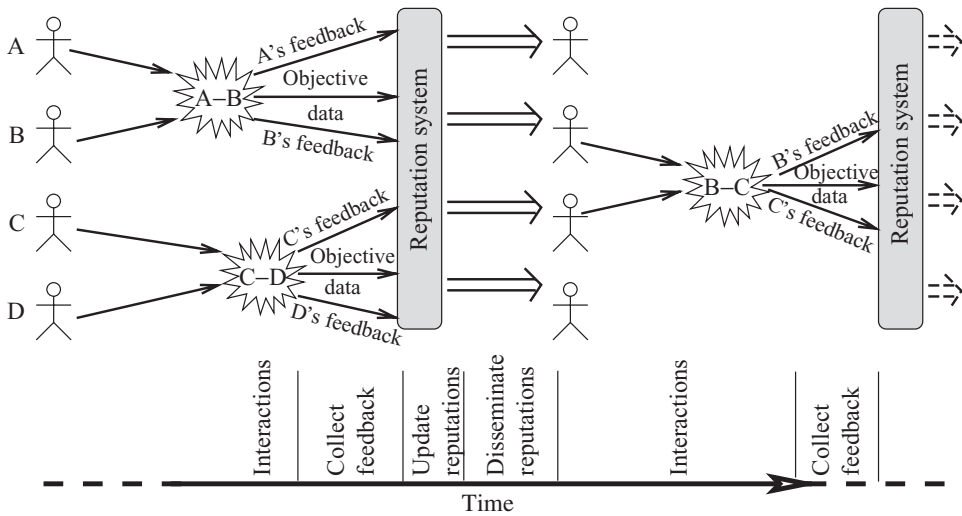 A
B
C
D
A–B
A's feedback
Objective
data
B's feedback
C–D
C's feedback
Objective
data
D's feedback
Reputation system
B–C
B's feedback
Objective
data
C's feedback
Reputation system
Interactions
Collect
feedback
Update
reputations
Disseminate
reputations
Interactions
Collect
feedback
Time